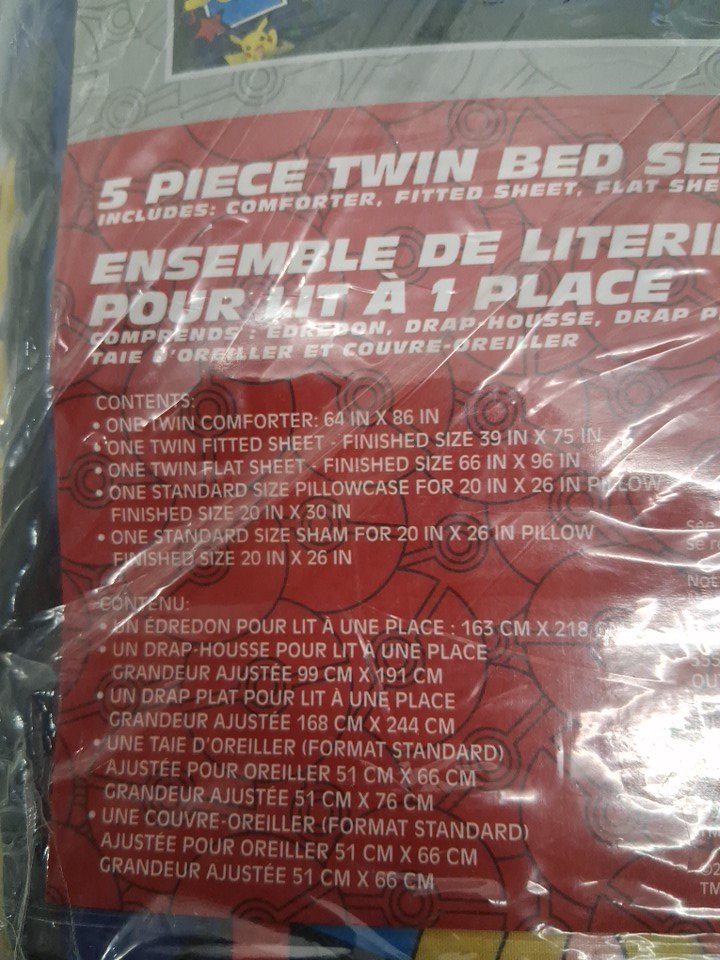 5 PIECE TWIN BED SE
INCLUDES: COMFORTER, FITTED SHEET, FLAT SHE
ENSEMBLE DE LITERI
POUR LIT À 1 PLACE
COMPRENDS : ÉDREDON, DRAP-HOUSSE, DRAP P
TAIE D'OREILLER ET COUVRE-OREILLER
CONTENTS:
• ONE TWIN COMFORTER: 64 IN X 86 IN
• ONE TWIN FITTED SHEET - FINISHED SIZE 39 IN X 75 IN
• ONE TWIN FLAT SHEET - FINISHED SIZE 66 IN X 96 IN
• ONE STANDARD SIZE PILLOWCASE FOR 20 IN X 26 IN PILLOW
FINISHED SIZE 20 IN X 30 IN
• ONE STANDARD SIZE SHAM FOR 20 IN X 26 IN PILLOW
FINISHED SIZE 20 IN X 26 IN
CONTENU:
• UN ÉDREDON POUR LIT À UNE PLACE · 163 CM X 218 CM
• UN DRAP-HOUSSE POUR LIT À UNE PLACE
GRANDEUR AJUSTÉE 99 CM X 191 CM
• UN DRAP PLAT POUR LIT À UNE PLACE
GRANDEUR AJUSTÉE 168 CM X 244 CM
• UNE TAIE D'OREILLER (FORMAT STANDARD)
AJUSTÉE POUR OREILLER 51 CM X 66 CM
GRANDEUR AJUSTÉE 51 CM X 76 CM
• UNE COUVRE-OREILLER (FORMAT STANDARD)
AJUSTÉE POUR OREILLER 51 CM X 66 CM
GRANDEUR AJUSTÉE 51 CM X 66 CM
See
Se re
Not
©2
TM